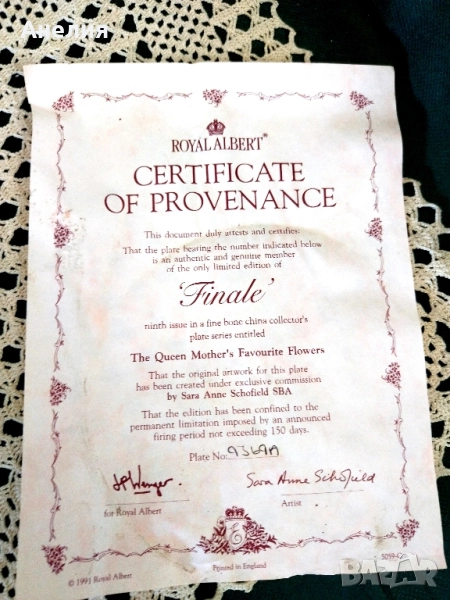 Анелия
ROYAL ALBERT®
CERTIFICATE
OF PROVENANCE
This document duly attests and certifies:
That the plate bearing the number indicated below
is an authentic and genuine member
of the only limited edition of
'Finale'
ninth issue in a fine bone china collector's
plate series entitled
The Queen Mother's Favourite Flowers
That the original artwork for this plate
has been created under exclusive commission
by Sara Anne Schofield SBA
That the edition has been confined to the
permanent limitation imposed by an announced
firing period not exceeding 150 days.
Plate No: 9369A
Sara Anne Schofield
for Royal Albert
Artist
E
© 1991 Royal Albert
Printed in England
BAZAR